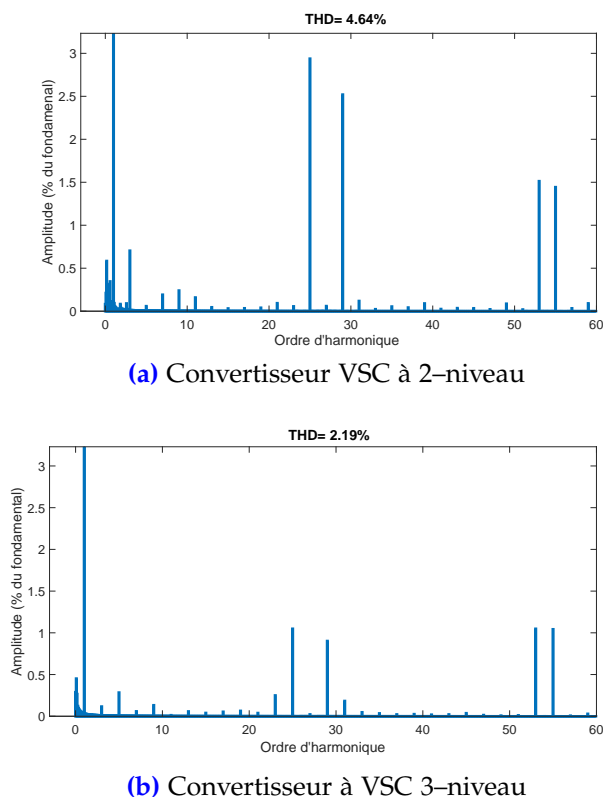 THD= 4.64%
Amplitude (% du fondamenal)
3
2.5
2
1.5
1
0.5
0
0 10 20 30 40 50 60
Ordre d'harmonique
(a) Convertisseur VSC à 2–niveau
THD= 2.19%
Amplitude (% du fondamental)
3
2.5
2
1.5
1
0.5
0
0 10 20 30 40 50 60
Ordre d'harmonique
(b) Convertisseur à VSC 3–niveau